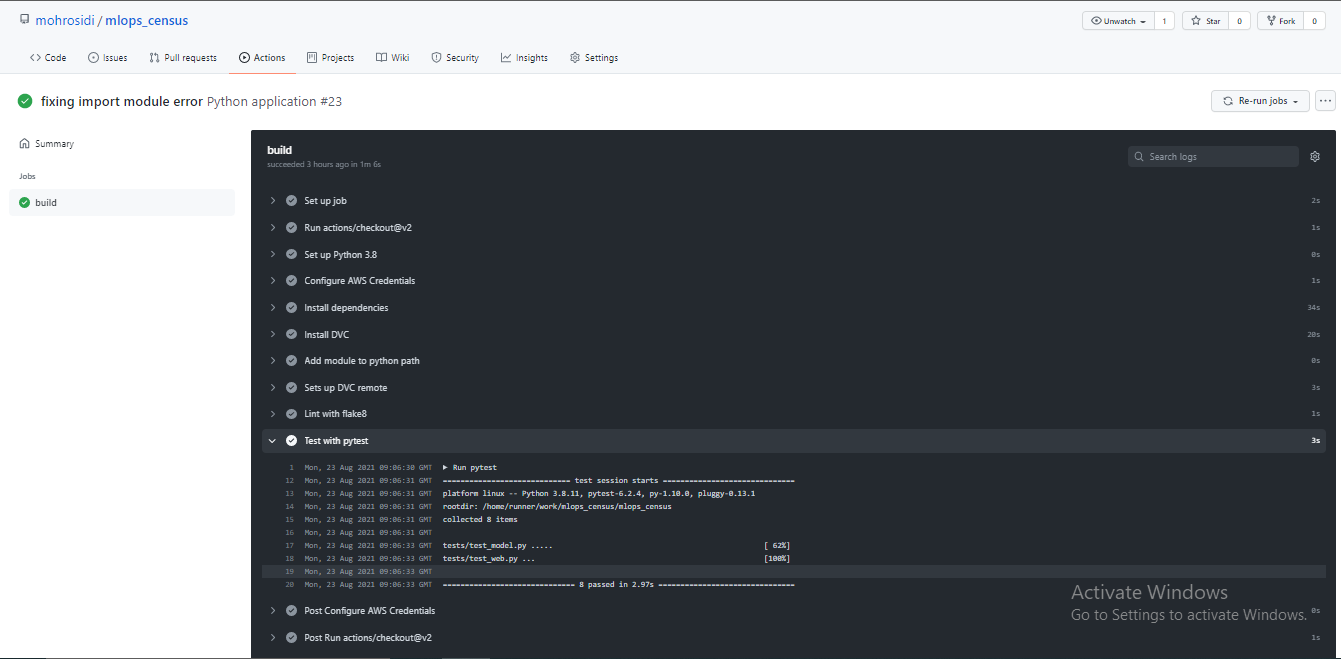 mohrosidi / mlops_census
Unwatch 1 Star 0 Fork 0
Code Issues Pull requests Actions Projects Wiki Security Insights Settings
fixing import module error Python application #23
Re-run jobs
Summary
Jobs
build
build
succeeded 3 hours ago in 1m 6s
Search logs
Set up job 2s
Run actions/checkout@v2 1s
Set up Python 3.8 0s
Configure AWS Credentials 1s
Install dependencies 34s
Install DVC 20s
Add module to python path 0s
Sets up DVC remote 3s
Lint with flake8 1s
Test with pytest 3s
1 Mon, 23 Aug 2021 09:06:30 GMT ▶ Run pytest
12 Mon, 23 Aug 2021 09:06:31 GMT ============================= test session starts ==============================
13 Mon, 23 Aug 2021 09:06:31 GMT platform linux -- Python 3.8.11, pytest-6.2.4, py-1.10.0, pluggy-0.13.1
14 Mon, 23 Aug 2021 09:06:31 GMT rootdir: /home/runner/work/mlops_census/mlops_census
15 Mon, 23 Aug 2021 09:06:31 GMT collected 8 items
16 Mon, 23 Aug 2021 09:06:31 GMT
17 Mon, 23 Aug 2021 09:06:33 GMT tests/test_model.py ..... [ 62%]
18 Mon, 23 Aug 2021 09:06:33 GMT tests/test_web.py ... [100%]
19 Mon, 23 Aug 2021 09:06:33 GMT
20 Mon, 23 Aug 2021 09:06:33 GMT ============================== 8 passed in 2.97s ===============================
Activate Windows
Go to Settings to activate Windows.
Post Configure AWS Credentials 0s
Post Run actions/checkout@v2 1s